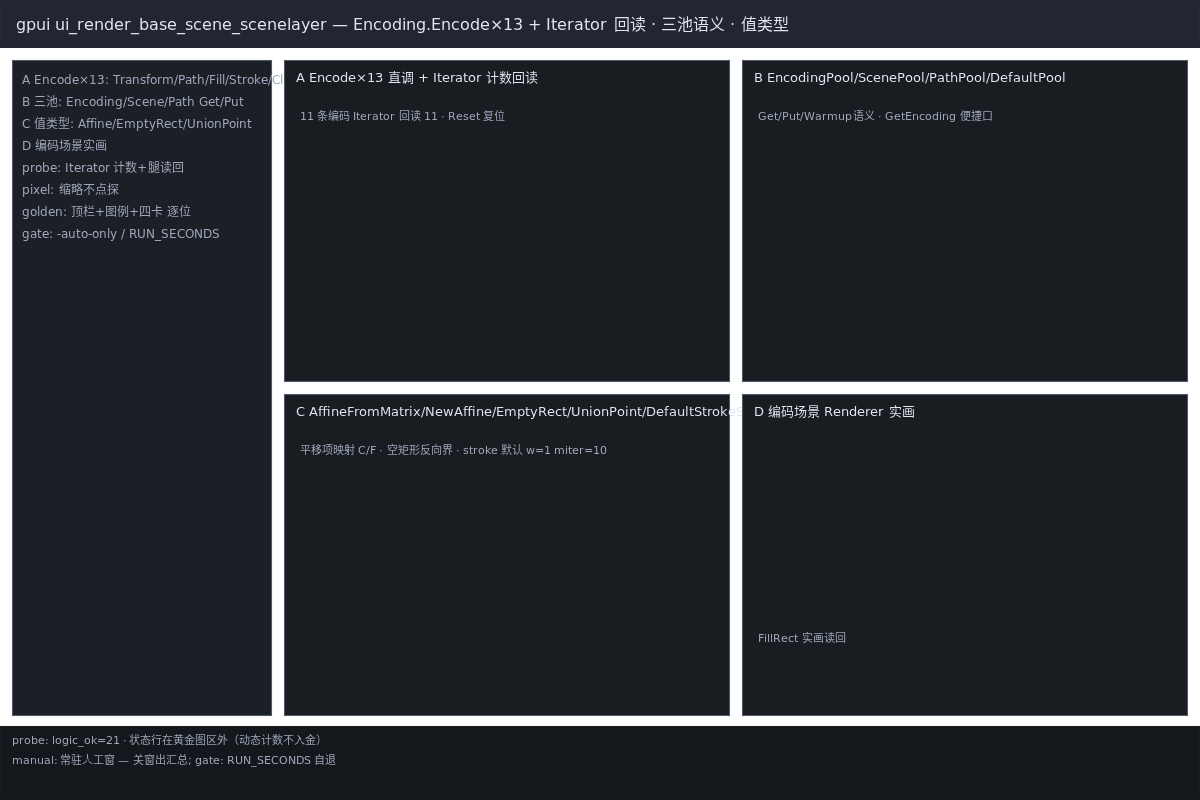 gpui ui_render_base_scene_scenelayer — Encoding.Encode×13 + Iterator 回读 · 三池语义 · 值类型
A Encode×13: Transform/Path/Fill/Stroke/Cl
B 三池: Encoding/Scene/Path Get/Put
C 值类型: Affine/EmptyRect/UnionPoint
D 编码场景实画
probe: Iterator 计数+腿读回
pixel: 缩略不点探
golden: 顶栏+图例+四卡 逐位
gate: -auto-only / RUN_SECONDS
A Encode×13 直调 + Iterator 计数回读
11 条编码 Iterator 回读 11 · Reset 复位
B EncodingPool/ScenePool/PathPool/DefaultPool
Get/Put/Warmup语义 · GetEncoding 便捷口
C AffineFromMatrix/NewAffine/EmptyRect/UnionPoint/DefaultStrokeS
平移项映射 C/F · 空矩形反向界 · stroke 默认 w=1 miter=10
D 编码场景 Renderer 实画
FillRect 实画读回
probe: logic_ok=21 · 状态行在黄金图区外（动态计数不入金）
manual: 常驻人工窗 — 关窗出汇总; gate: RUN_SECONDS 自退